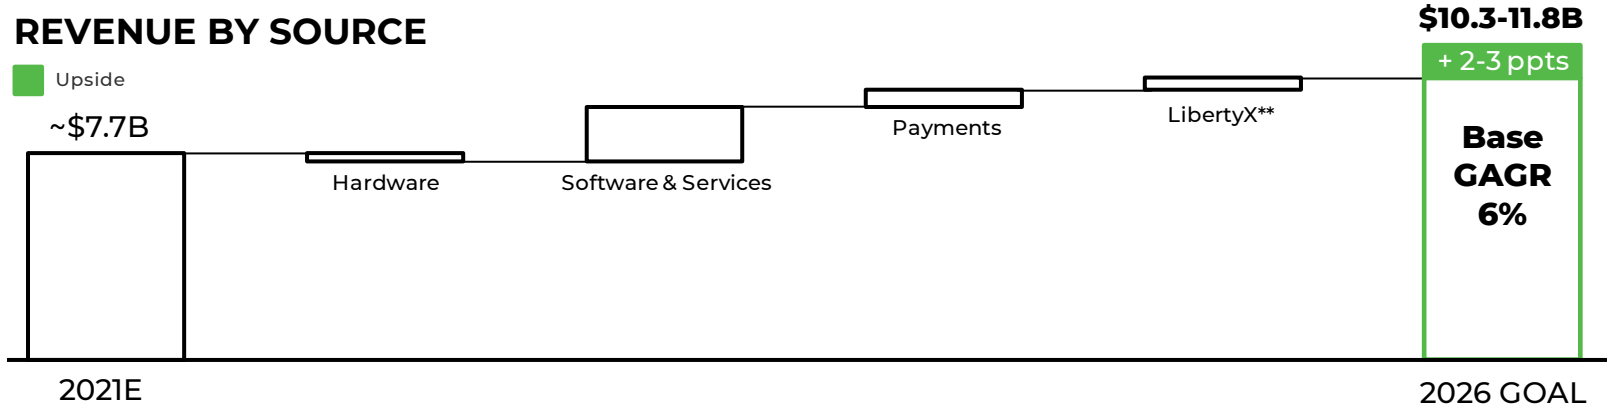 REVENUE BY SOURCE
Upside
~$7.7B
Hardware
Software & Services
Payments
LibertyX**
$10.3-11.8B
+ 2-3 ppts
Base
GAGR
6%
2021E
2026 GOAL